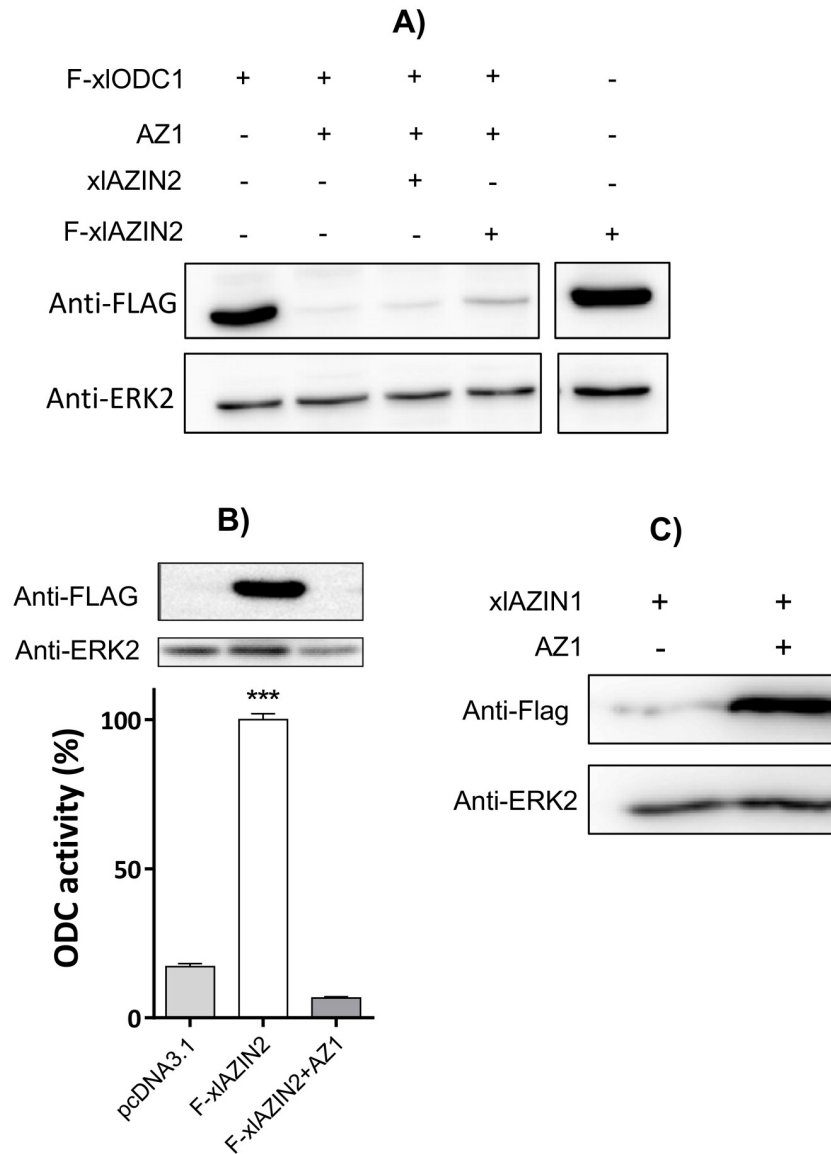 A)
F-xlODC1 + + + + -
AZ1 - + + + -
xlAZIN2 - - + - -
F-xlAZIN2 - - - + +
Anti-FLAG
Anti-ERK2
B)
Anti-FLAG
Anti-ERK2
***
100
50
0
ODC activity (%)
pcDNA3.1
F-xlAZIN2
F-xlAZIN2+AZ1
C)
xlAZIN1 + +
AZ1 - +
Anti-Flag
Anti-ERK2